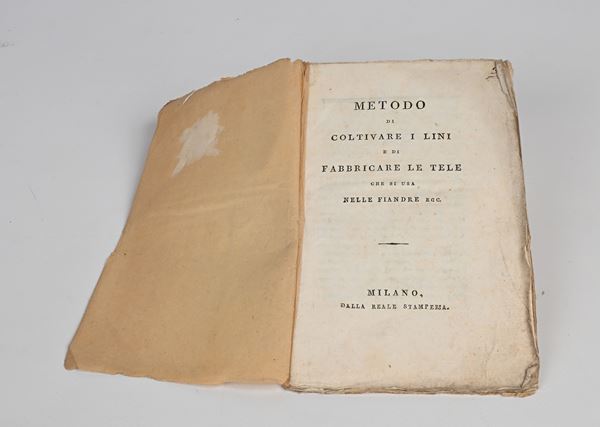 METODO
DI
COLTIVARE I LINI
E DI
FABBRICARE LE TELE
CHE SI USA
NELLE FIANDRE ECC.
MILANO,
DALLA REALE STAMPERIA.